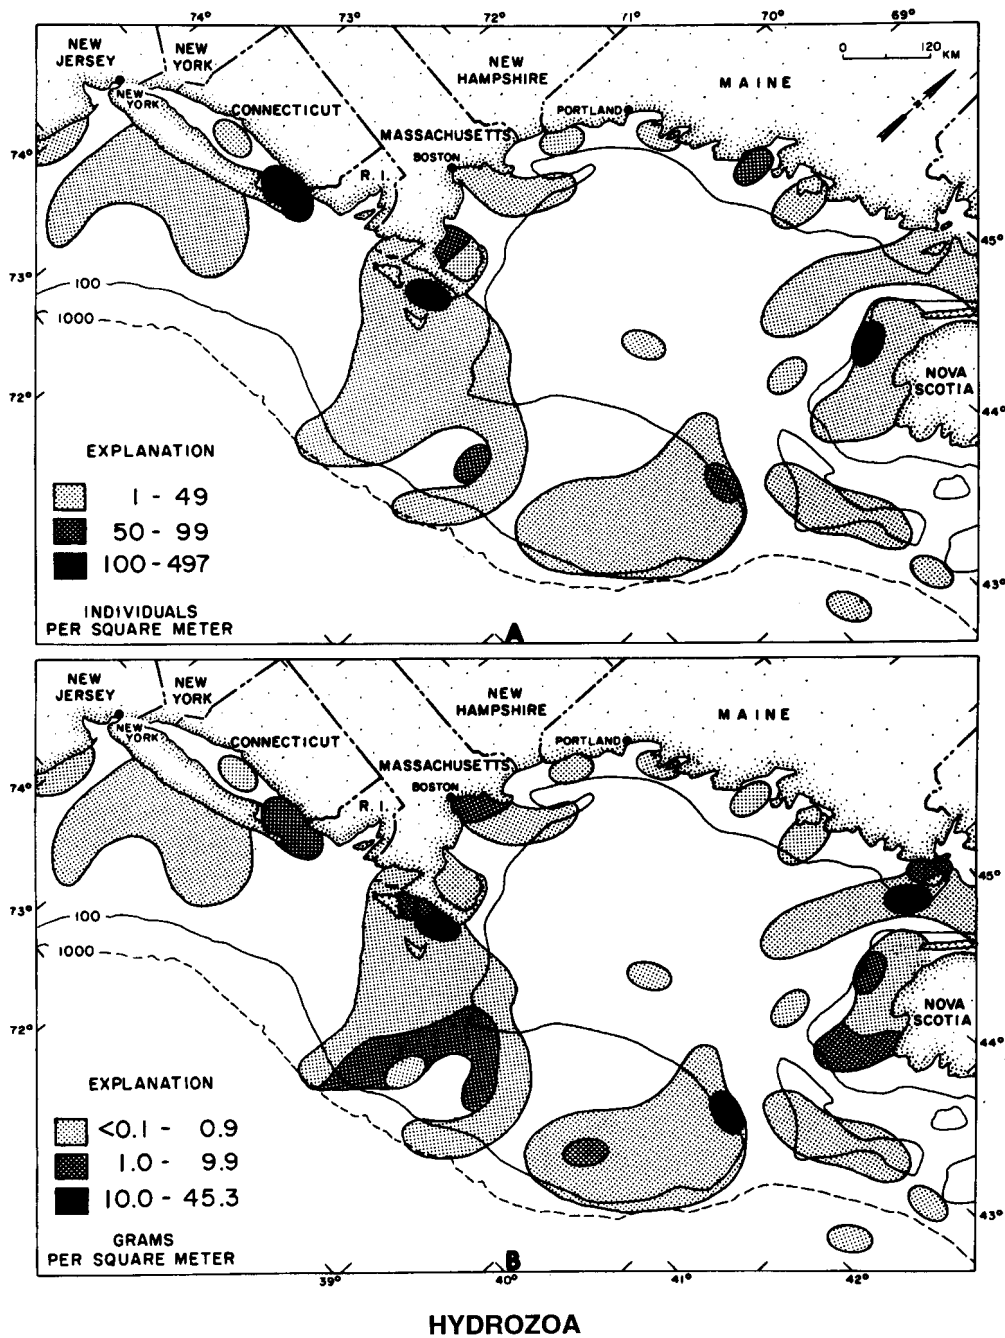 74° 73° 72° 71° 70° 69°
NEW JERSEY
NEW YORK
NEW YORK
CONNECTICUT
MASSACHUSETTS
R. I.
BOSTON
NEW HAMPSHIRE
PORTLAND
MAINE
0 120 KM
74°
73°
72°
45°
44°
43°
100
1000
NOVA SCOTIA
EXPLANATION
1 - 49
50 - 99
100 - 497
INDIVIDUALS
PER SQUARE METER
A
NEW JERSEY
NEW YORK
NEW YORK
CONNECTICUT
MASSACHUSETTS
R. I.
BOSTON
NEW HAMPSHIRE
PORTLAND
MAINE
74°
73°
72°
45°
44°
43°
100
1000
NOVA SCOTIA
EXPLANATION
<0.1 - 0.9
1.0 - 9.9
10.0 - 45.3
GRAMS
PER SQUARE METER
B
39° 40° 41° 42°
HYDROZOA